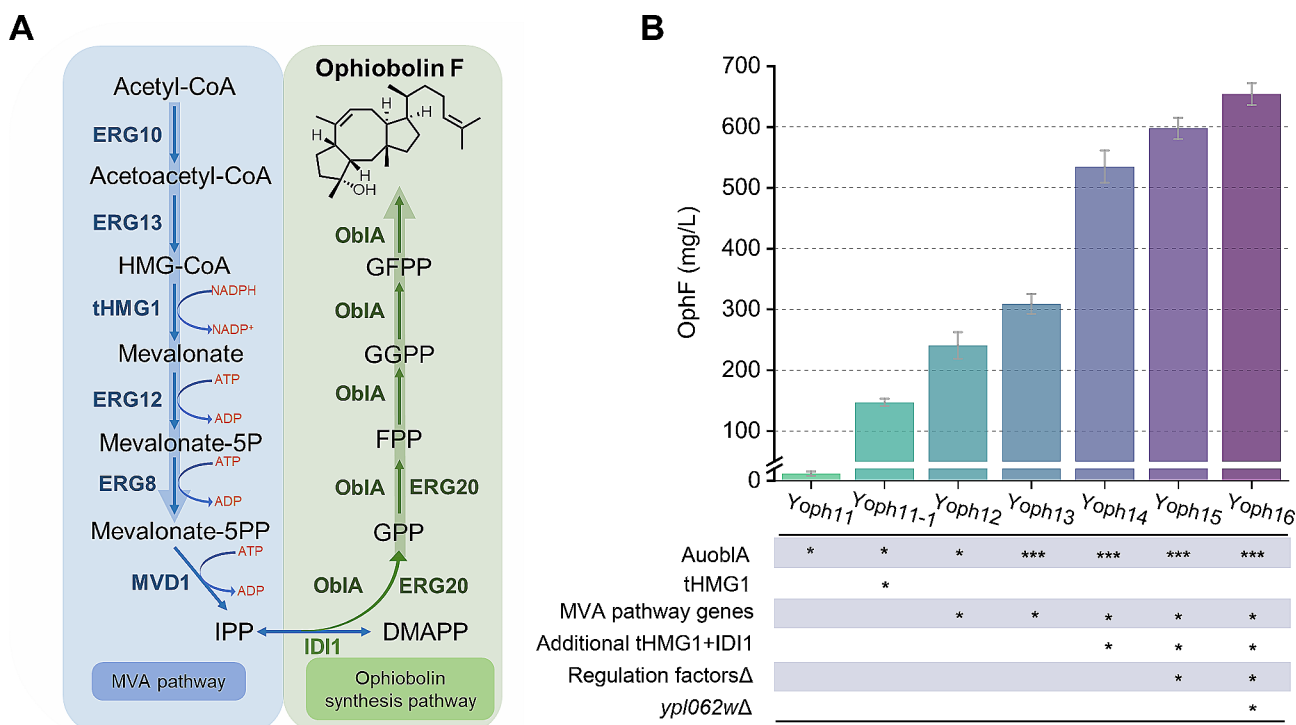 A
Acetyl-CoA
ERG10
Acetoacetyl-CoA
ERG13
HMG-CoA
tHMG1
NADPH
NADP⁺
Mevalonate
ERG12
ATP
ADP
Mevalonate-5P
ERG8
ATP
ADP
Mevalonate-5PP
MVD1
ATP
ADP
IPP
IDI1
DMAPP
MVA pathway
Ophiobolin F
H
H
H
H
OH
OblA
GFPP
OblA
GGPP
OblA
FPP
OblA ERG20
GPP
OblA ERG20
Ophiobolin
synthesis pathway
B
OphF (mg/L)
700
600
500
400
300
200
100
0
Yoph11 Yoph11-1 Yoph12 Yoph13 Yoph14 Yoph15 Yoph16
AuoblA * * * *** *** *** ***
tHMG1 *
MVA pathway genes * * * * *
Additional tHMG1+IDI1 * * *
Regulation factorsΔ * *
ypl062wΔ *